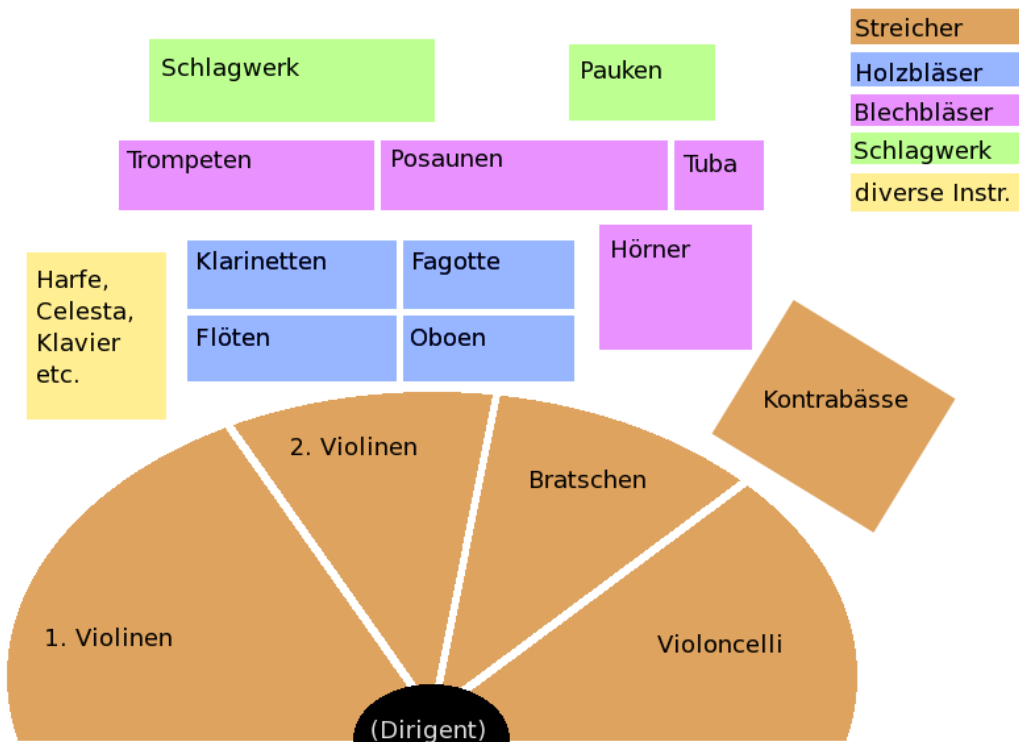 Schlagwerk
Pauken
Trompeten
Posaunen
Tuba
Klarinetten
Fagotte
Hörner
Flöten
Oboen
Harfe,
Celesta,
Klavier
etc.
Kontrabässe
2. Violinen
Bratschen
1. Violinen
Violoncelli
(Dirigent)
Streicher
Holzbläser
Blechbläser
Schlagwerk
diverse Instr.